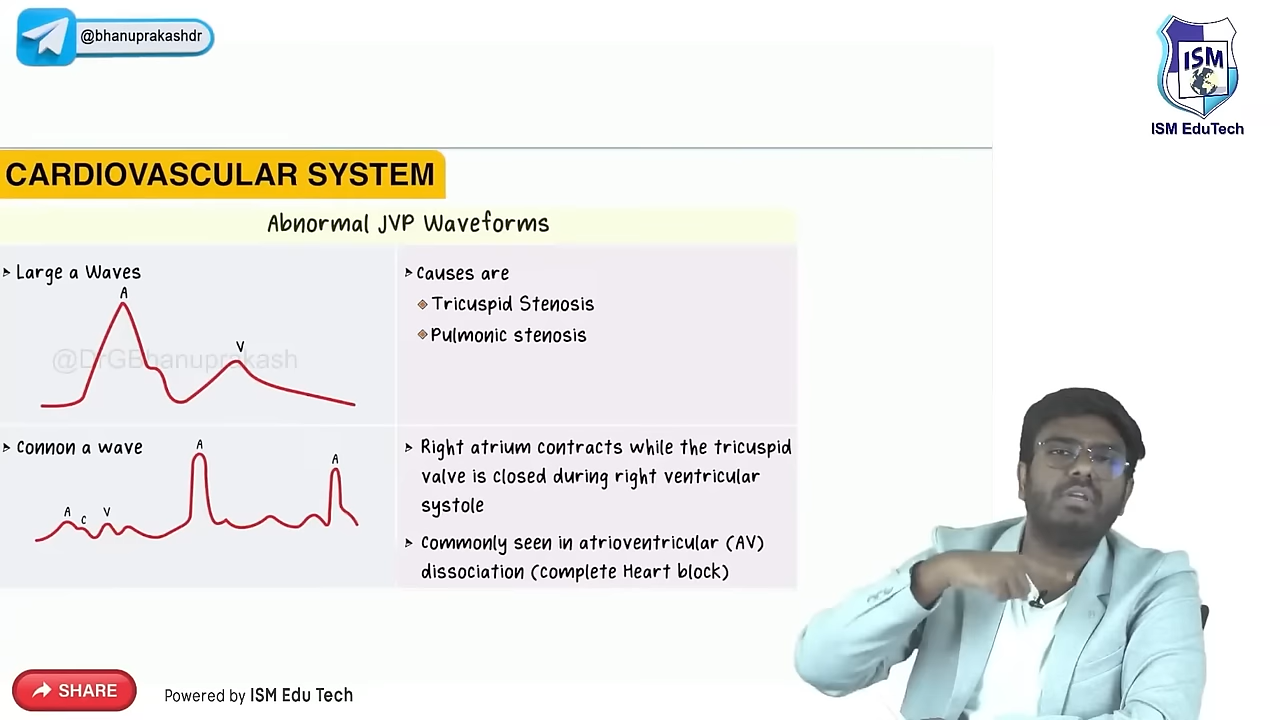 @bhanuprakashdr
ISM
ISM EduTech
CARDIOVASCULAR SYSTEM
Abnormal JVP Waveforms
Large a Waves
A
V
@DrGBhanuprakash
Causes are
Tricuspid Stenosis
Pulmonic stenosis
Connon a wave
A
A
A
C
V
Right atrium contracts while the tricuspid
valve is closed during right ventricular
systole
Commonly seen in atrioventricular (AV)
dissociation (complete Heart block)
SHARE
Powered by ISM Edu Tech